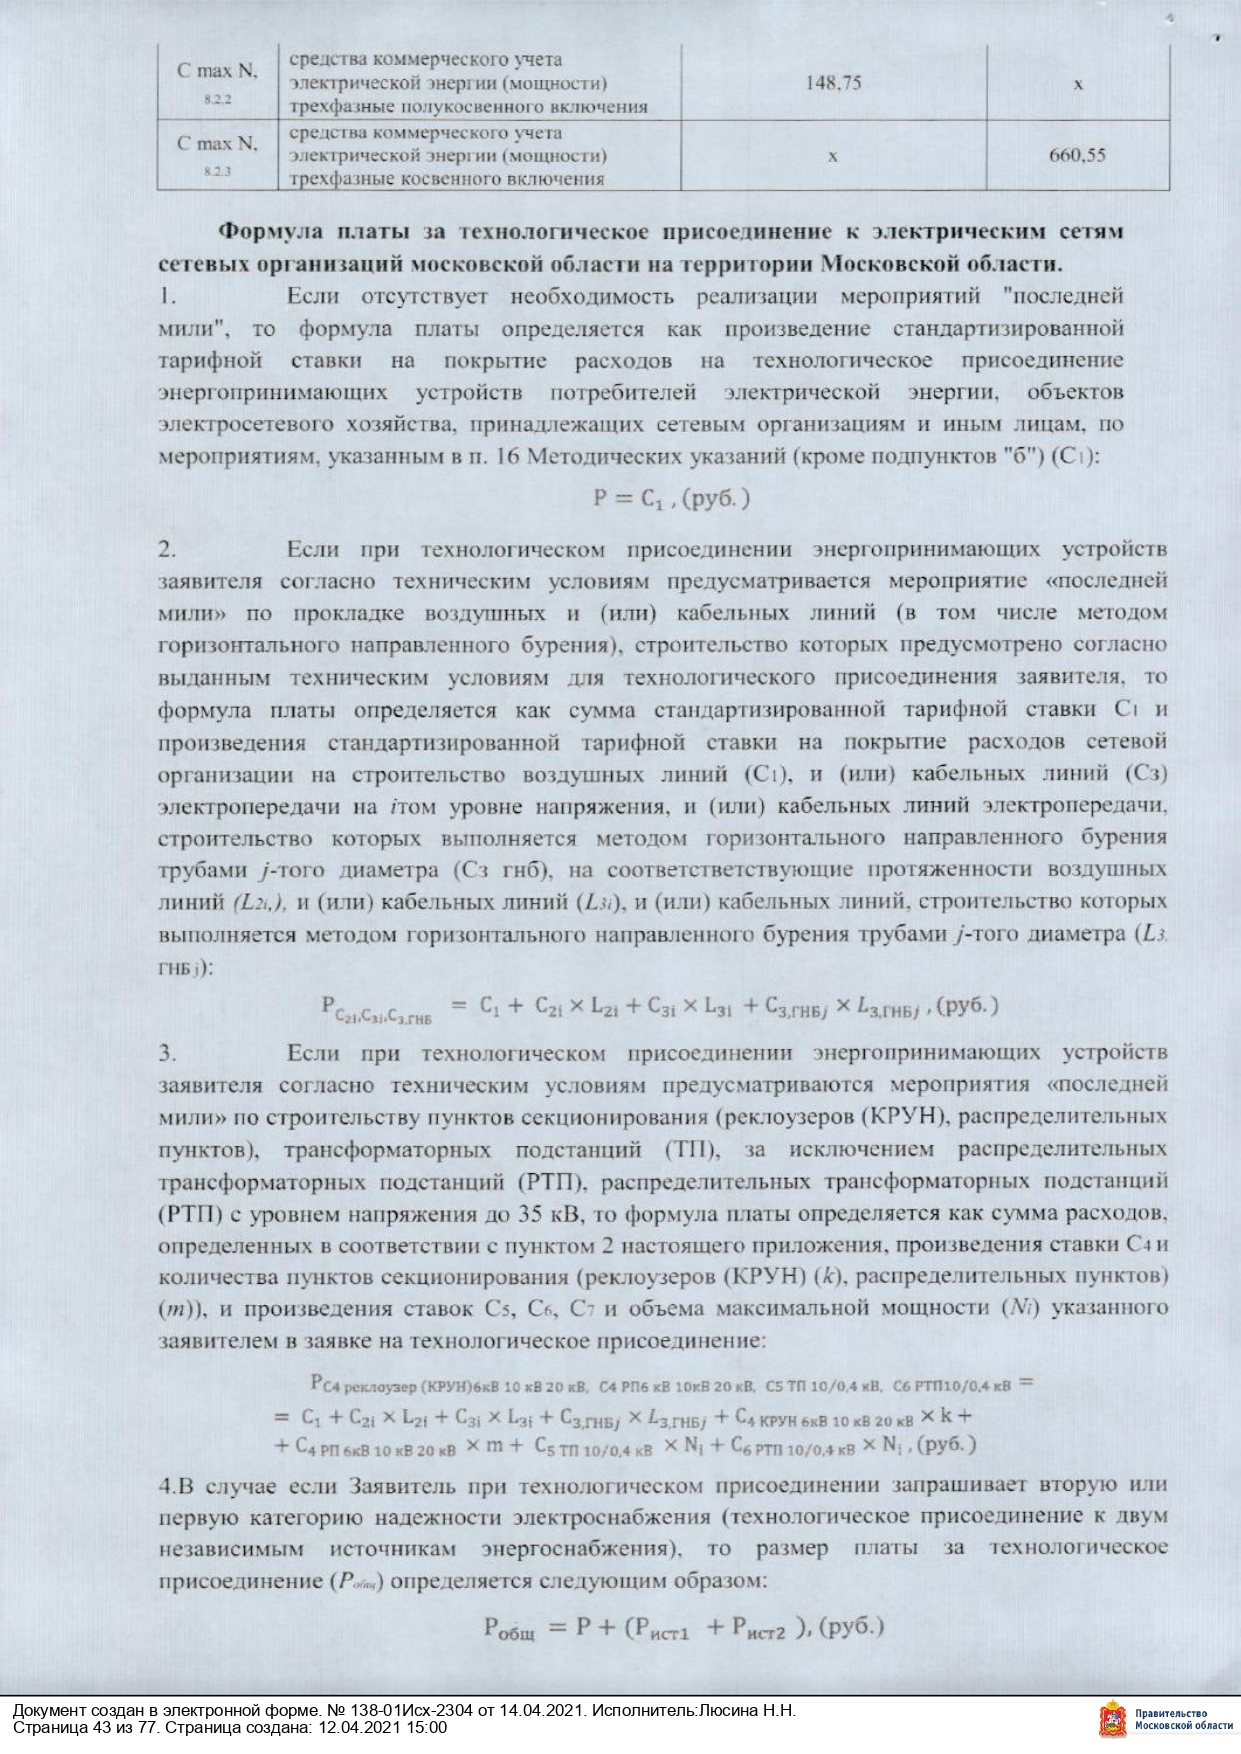 C max N, 8.2.2
средства коммерческого учета
электрической энергии (мощности)
трехфазные полукосвенного включения
148,75
х
C max N, 8.2.3
средства коммерческого учета
электрической энергии (мощности)
трехфазные косвенного включения
х
660,55
Формула платы за технологическое присоединение к электрическим сетям
сетевых организаций московской области на территории Московской области.
1. Если отсутствует необходимость реализации мероприятий "последней
мили", то формула платы определяется как произведение стандартизированной
тарифной ставки на покрытие расходов на технологическое присоединение
энергопринимающих устройств потребителей электрической энергии, объектов
электросетевого хозяйства, принадлежащих сетевым организациям и иным лицам, по
мероприятиям, указанным в п. 16 Методических указаний (кроме подпунктов "б") (С1):
P = C1 , (руб.)
2. Если при технологическом присоединении энергопринимающих устройств
заявителя согласно техническим условиям предусматривается мероприятие «последней
мили» по прокладке воздушных и (или) кабельных линий (в том числе методом
горизонтального направленного бурения), строительство которых предусмотрено согласно
выданным техническим условиям для технологического присоединения заявителя, то
формула платы определяется как сумма стандартизированной тарифной ставки С1 и
произведения стандартизированной тарифной ставки на покрытие расходов сетевой
организации на строительство воздушных линий (С1), и (или) кабельных линий (С3)
электропередачи на iтом уровне напряжения, и (или) кабельных линий электропередачи,
строительство которых выполняется методом горизонтального направленного бурения
трубами j-того диаметра (С3 гнб), на соответствующие протяженности воздушных
линий (L2i,), и (или) кабельных линий (L3i), и (или) кабельных линий, строительство которых
выполняется методом горизонтального направленного бурения трубами j-того диаметра (L3,
ГНБ j):
P C2i,C3i,C3,ГНБ = C1 + C2i × L2i + C3i × L3i + C3,ГНБj × L3,ГНБj , (руб.)
3. Если при технологическом присоединении энергопринимающих устройств
заявителя согласно техническим условиям предусматриваются мероприятия «последней
мили» по строительству пунктов секционирования (реклоузеров (КРУН), распределительных
пунктов), трансформаторных подстанций (ТП), за исключением распределительных
трансформаторных подстанций (РТП), распределительных трансформаторных подстанций
(РТП) с уровнем напряжения до 35 кВ, то формула платы определяется как сумма расходов,
определенных в соответствии с пунктом 2 настоящего приложения, произведения ставки С4 и
количества пунктов секционирования (реклоузеров (КРУН) (k), распределительных пунктов)
(m)), и произведения ставок С5, С6, С7 и объема максимальной мощности (Ni) указанного
заявителем в заявке на технологическое присоединение:
P C4 реклоузер (КРУН)6кВ 10 кВ 20 кВ, C4 РП6 кВ 10кВ 20 кВ, C5 ТП 10/0,4 кВ, C6 РТП10/0,4 кВ =
= C1 + C2i × L2i + C3i × L3i + C3,ГНБj × L3,ГНБj + C4 КРУН 6кВ 10 кВ 20 кВ × k +
+ C4 РП 6кВ 10 кВ 20 кВ × m + C5 ТП 10/0,4 кВ × Ni + C6 РТП 10/0,4 кВ × Ni , (руб.)
4.В случае если Заявитель при технологическом присоединении запрашивает вторую или
первую категорию надежности электроснабжения (технологическое присоединение к двум
независимым источникам энергоснабжения), то размер платы за технологическое
присоединение (Pобщ) определяется следующим образом:
Pобщ = P + (Pист1 + Pист2 ), (руб.)
Документ создан в электронной форме. № 138-01Исх-2304 от 14.04.2021. Исполнитель:Люсина Н.Н.
Страница 43 из 77. Страница создана: 12.04.2021 15:00
Правительство
Московской области